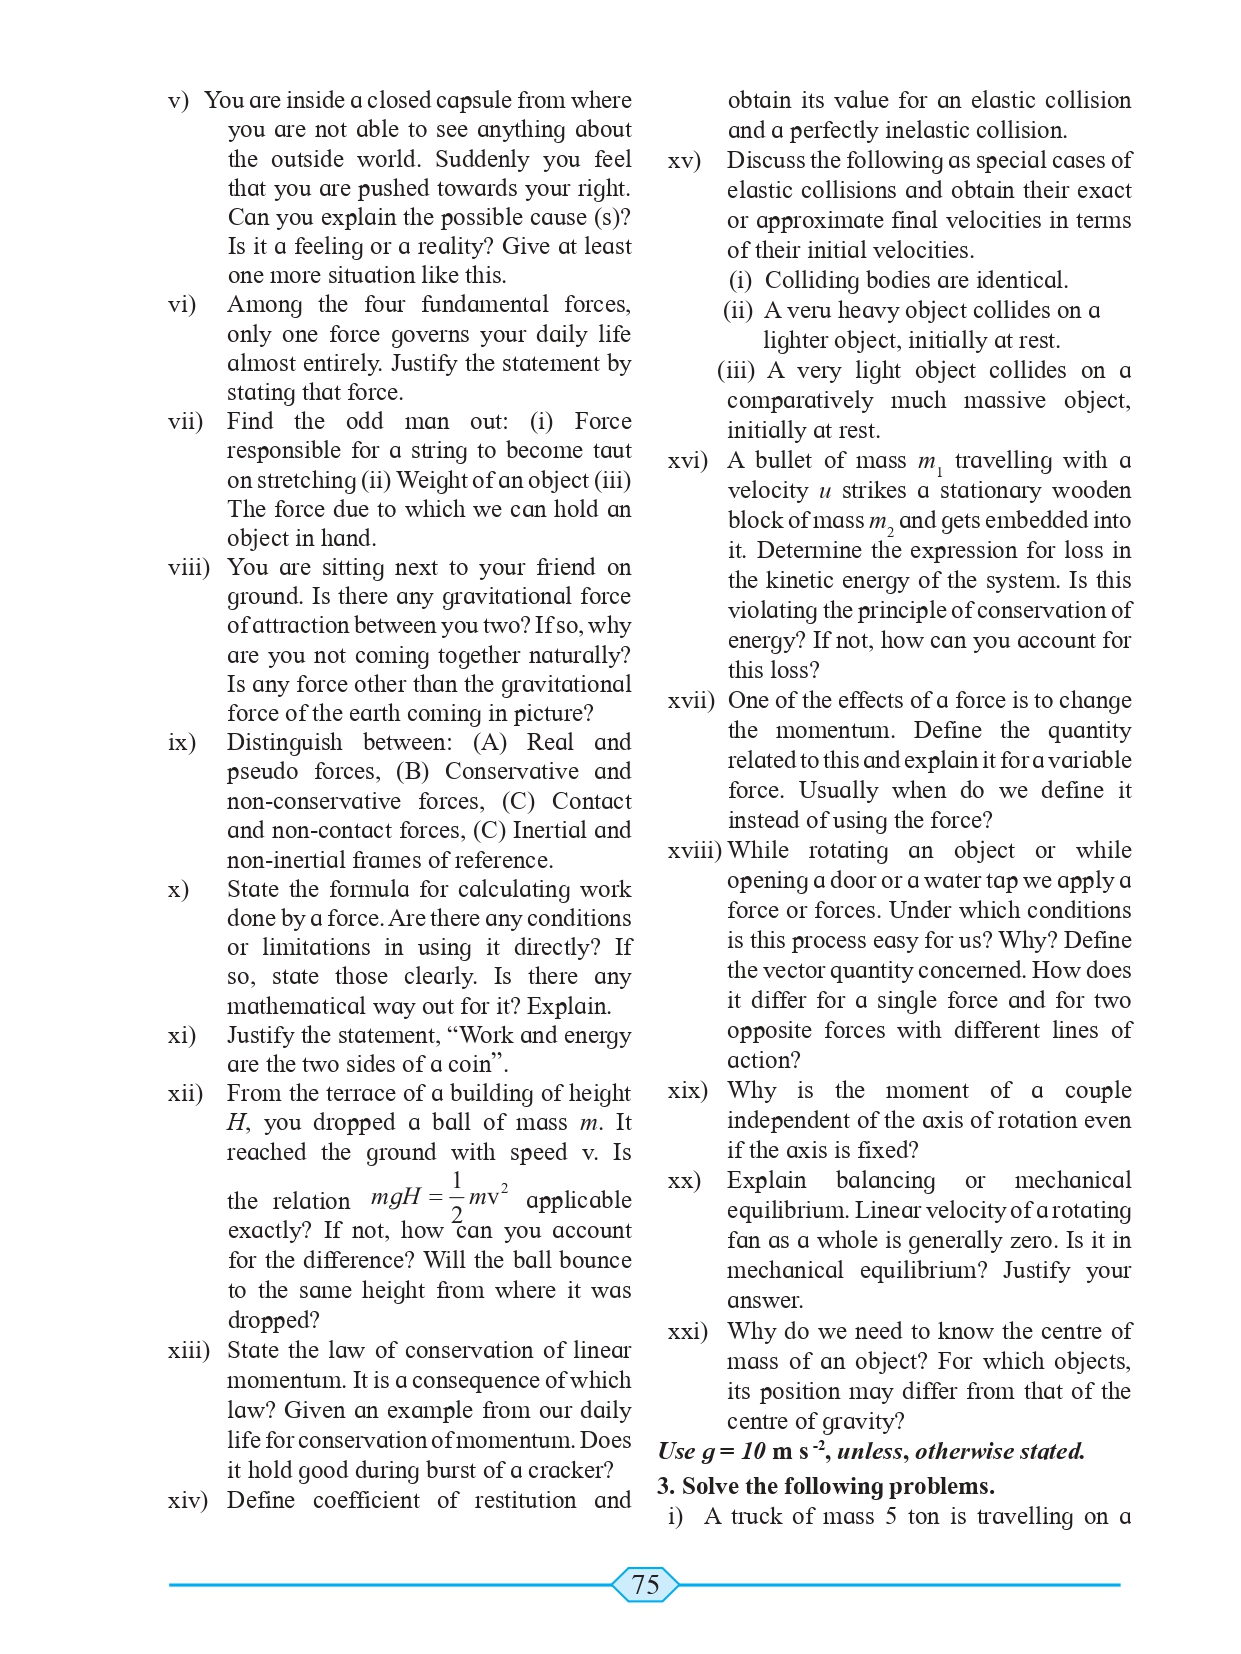 v) You are inside a closed capsule from where
you are not able to see anything about
the outside world. Suddenly you feel
that you are pushed towards your right.
Can you explain the possible cause (s)?
Is it a feeling or a reality? Give at least
one more situation like this.
vi) Among the four fundamental forces,
only one force governs your daily life
almost entirely. Justify the statement by
stating that force.
vii) Find the odd man out: (i) Force
responsible for a string to become taut
on stretching (ii) Weight of an object (iii)
The force due to which we can hold an
object in hand.
viii) You are sitting next to your friend on
ground. Is there any gravitational force
of attraction between you two? If so, why
are you not coming together naturally?
Is any force other than the gravitational
force of the earth coming in picture?
ix) Distinguish between: (A) Real and
pseudo forces, (B) Conservative and
non-conservative forces, (C) Contact
and non-contact forces, (C) Inertial and
non-inertial frames of reference.
x) State the formula for calculating work
done by a force. Are there any conditions
or limitations in using it directly? If
so, state those clearly. Is there any
mathematical way out for it? Explain.
xi) Justify the statement, “Work and energy
are the two sides of a coin”.
xii) From the terrace of a building of height
H, you dropped a ball of mass m. It
reached the ground with speed v. Is
the relation mgH = 1/2 mv² applicable
exactly? If not, how can you account
for the difference? Will the ball bounce
to the same height from where it was
dropped?
xiii) State the law of conservation of linear
momentum. It is a consequence of which
law? Given an example from our daily
life for conservation of momentum. Does
it hold good during burst of a cracker?
xiv) Define coefficient of restitution and
obtain its value for an elastic collision
and a perfectly inelastic collision.
xv) Discuss the following as special cases of
elastic collisions and obtain their exact
or approximate final velocities in terms
of their initial velocities.
(i) Colliding bodies are identical.
(ii) A veru heavy object collides on a
lighter object, initially at rest.
(iii) A very light object collides on a
comparatively much massive object,
initially at rest.
xvi) A bullet of mass m₁ travelling with a
velocity u strikes a stationary wooden
block of mass m₂ and gets embedded into
it. Determine the expression for loss in
the kinetic energy of the system. Is this
violating the principle of conservation of
energy? If not, how can you account for
this loss?
xvii) One of the effects of a force is to change
the momentum. Define the quantity
related to this and explain it for a variable
force. Usually when do we define it
instead of using the force?
xviii) While rotating an object or while
opening a door or a water tap we apply a
force or forces. Under which conditions
is this process easy for us? Why? Define
the vector quantity concerned. How does
it differ for a single force and for two
opposite forces with different lines of
action?
xix) Why is the moment of a couple
independent of the axis of rotation even
if the axis is fixed?
xx) Explain balancing or mechanical
equilibrium. Linear velocity of a rotating
fan as a whole is generally zero. Is it in
mechanical equilibrium? Justify your
answer.
xxi) Why do we need to know the centre of
mass of an object? For which objects,
its position may differ from that of the
centre of gravity?
Use g = 10 m s⁻², unless, otherwise stated.
3. Solve the following problems.
i) A truck of mass 5 ton is travelling on a
75